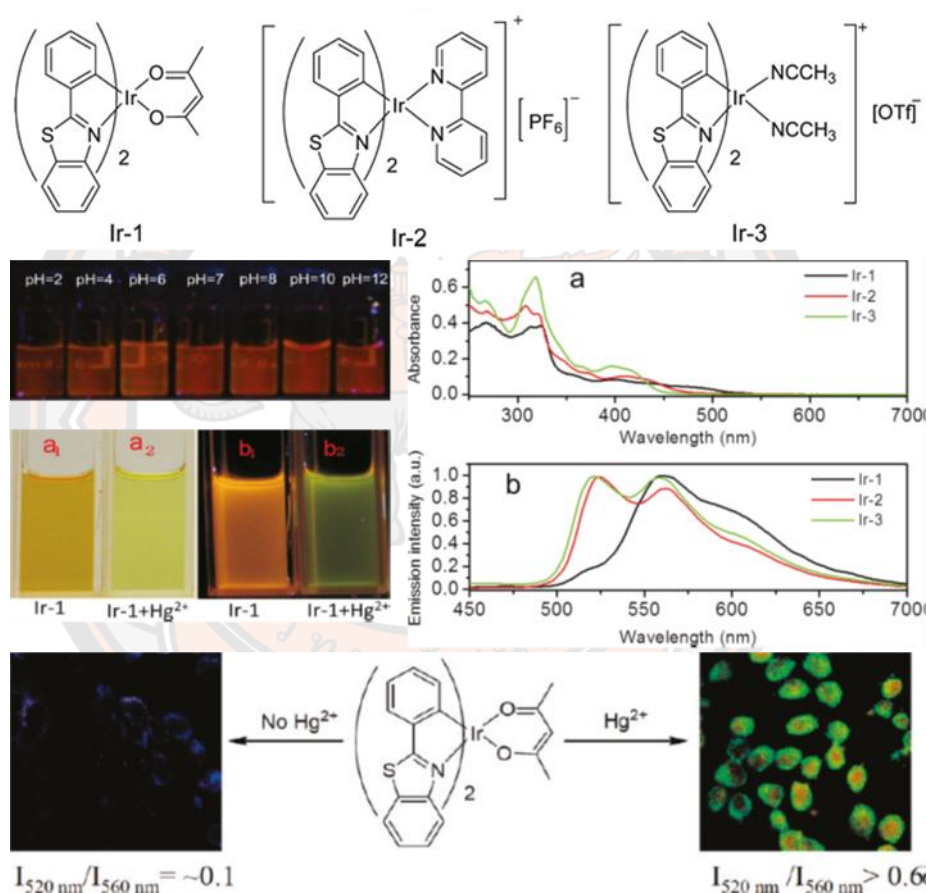 S N Ir O O 2
Ir-1
S N Ir N N 2 + [PF₆]⁻
Ir-2
S N Ir NCCH₃ NCCH₃ 2 + [OTf]⁻
Ir-3
pH=2 pH=4 pH=6 pH=7 pH=8 pH=10 pH=12
a
Ir-1
Ir-2
Ir-3
Absorbance
0.6
0.4
0.2
0.0
300 400 500 600 7000
Wavelength (nm)
a₁ a₂ b₁ b₂
Ir-1 Ir-1+Hg²⁺ Ir-1 Ir-1+Hg²⁺
b
Ir-1
Ir-2
Ir-3
Emission intensity (a.u.)
1.0
0.8
0.6
0.4
0.2
0.0
450 500 550 600 650 7000
Wavelength (nm)
No Hg²⁺
S N Ir O O 2
Hg²⁺
I₅₂₀ ₙₘ/I₅₆₀ ₙₘ = ~0.1
I₅₂₀ ₙₘ /I₅₆₀ ₙₘ> 0.6